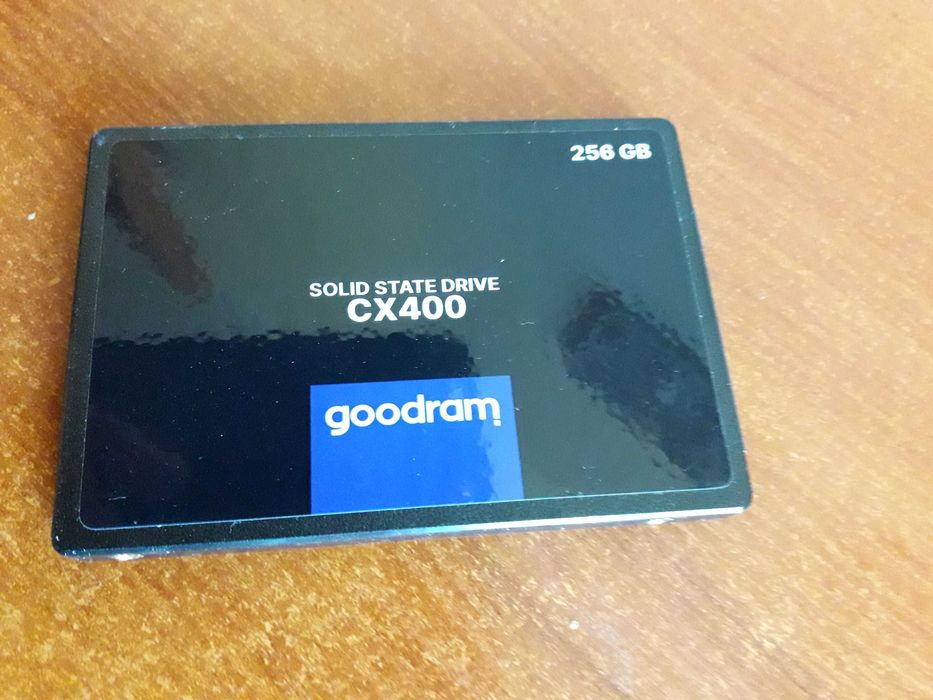 256 GB
SOLID STATE DRIVE
CX400
goodram